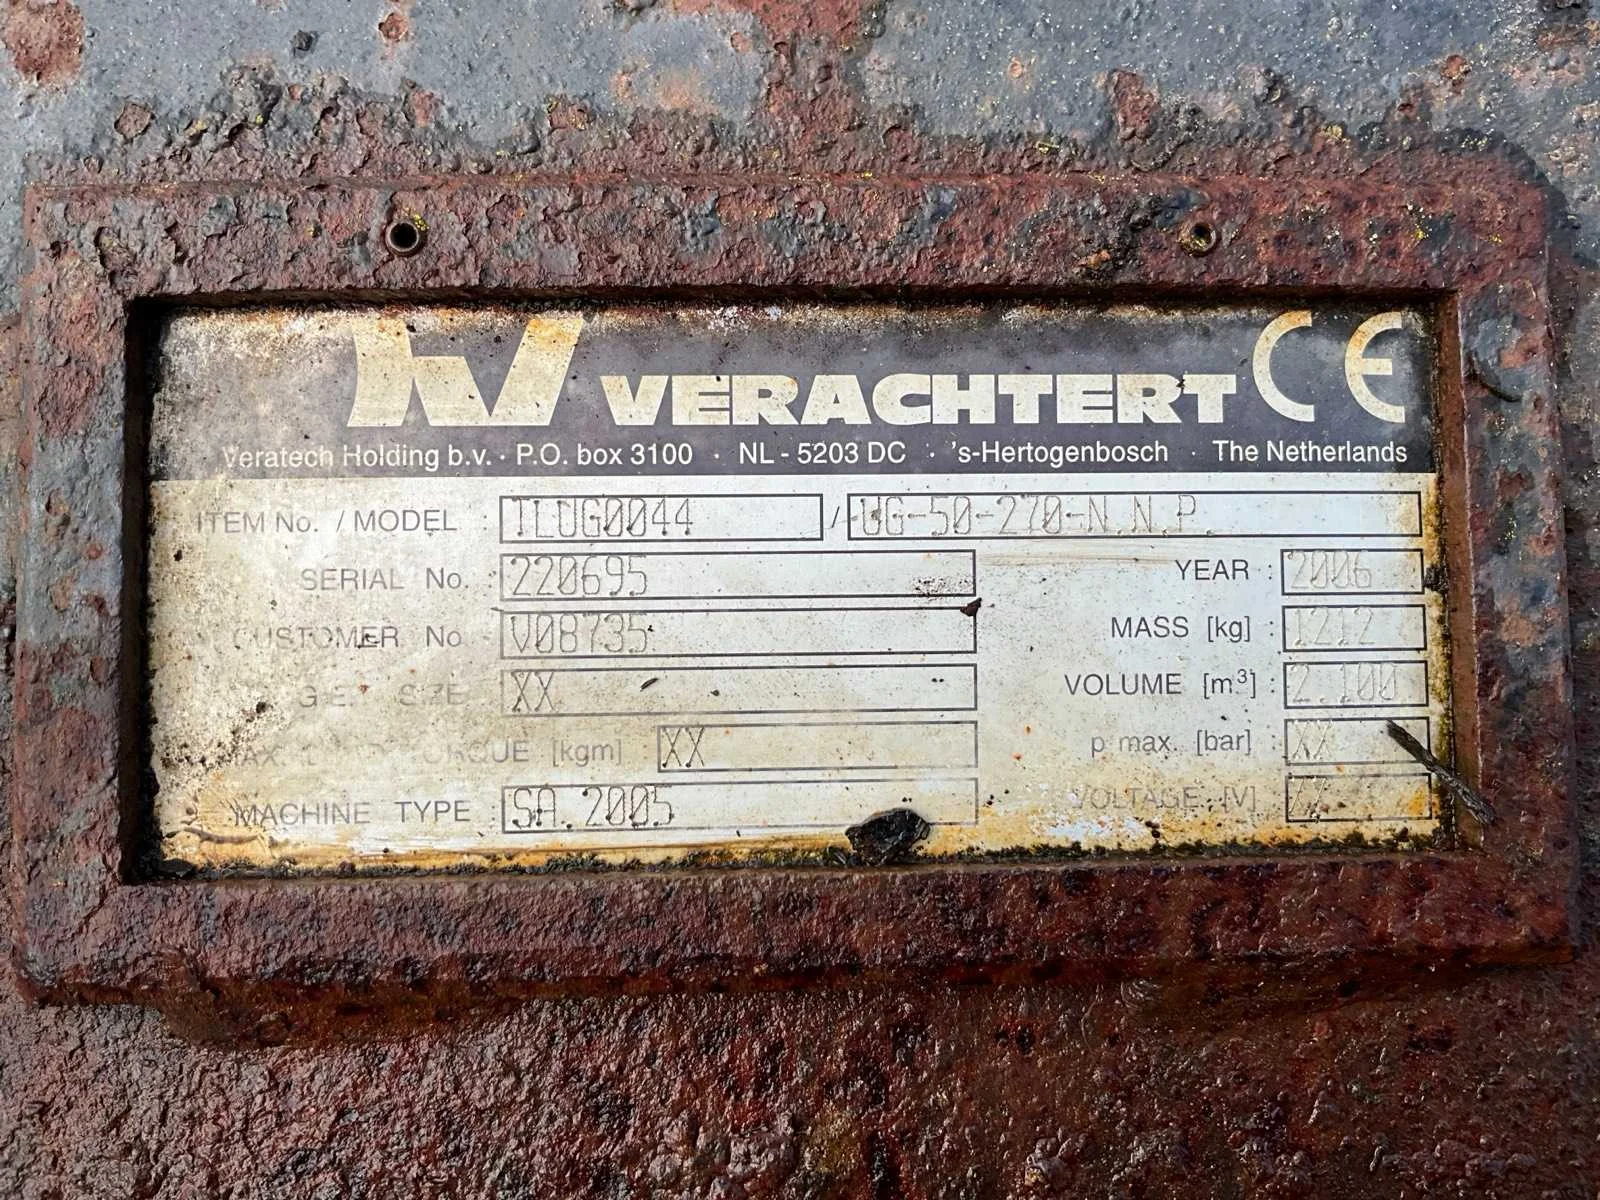 VERACHTERT CE
Veratech Holding b.v. · P.O. box 3100 · NL - 5203 DC · 's-Hertogenbosch · The Netherlands
ITEM No. / MODEL : TLUG0044 / UG-50-270-N.N.P.
SERIAL No. : 220695 YEAR : 2006
CUSTOMER No : V08735 MASS [kg] : 1212
SIZE XX VOLUME [m³] : 2.100
[kgm] XX p max. [bar] : XX
MACHINE TYPE : SA.2005 VOLTAGE [V] XX